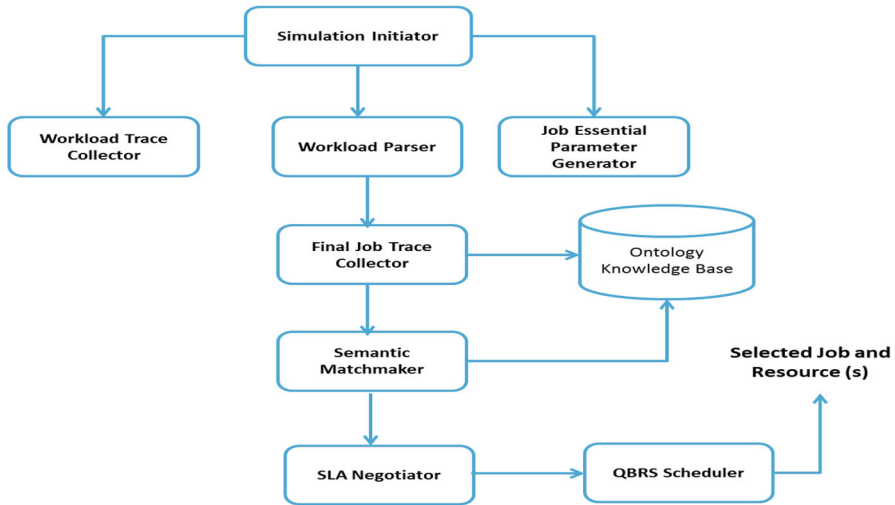 Simulation Initiator
Workload Trace
Collector
Workload Parser
Job Essential
Parameter
Generator
Final Job Trace
Collector
Ontology
Knowledge Base
Semantic
Matchmaker
Selected Job and
Resource (s)
SLA Negotiator
QBRS Scheduler